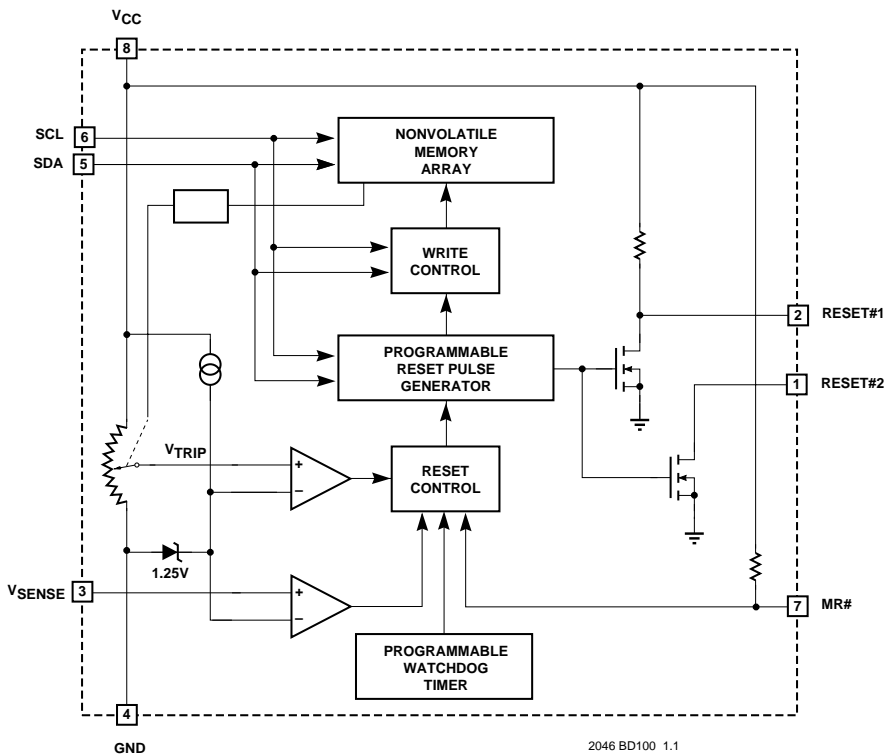 VCC
8
SCL
6
SDA
5
NONVOLATILE
MEMORY
ARRAY
WRITE
CONTROL
2
RESET#1
PROGRAMMABLE
RESET PULSE
GENERATOR
1
RESET#2
VTRIP
+
–
RESET
CONTROL
1.25V
VSENSE
3
+
–
7
MR#
PROGRAMMABLE
WATCHDOG
TIMER
4
GND
2046 BD100 1.1